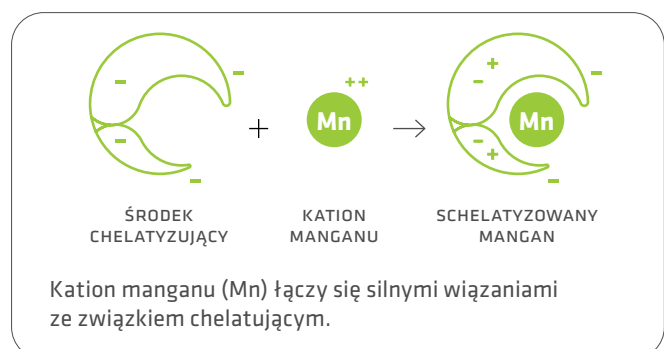 ++
Mn
Mn
ŚRODEK
CHELATYZUJĄCY
KATION
MANGANU
SCHELATYZOWANY
MANGAN
Kation manganu (Mn) łączy się silnymi wiązaniami
ze związkiem chelatującym.